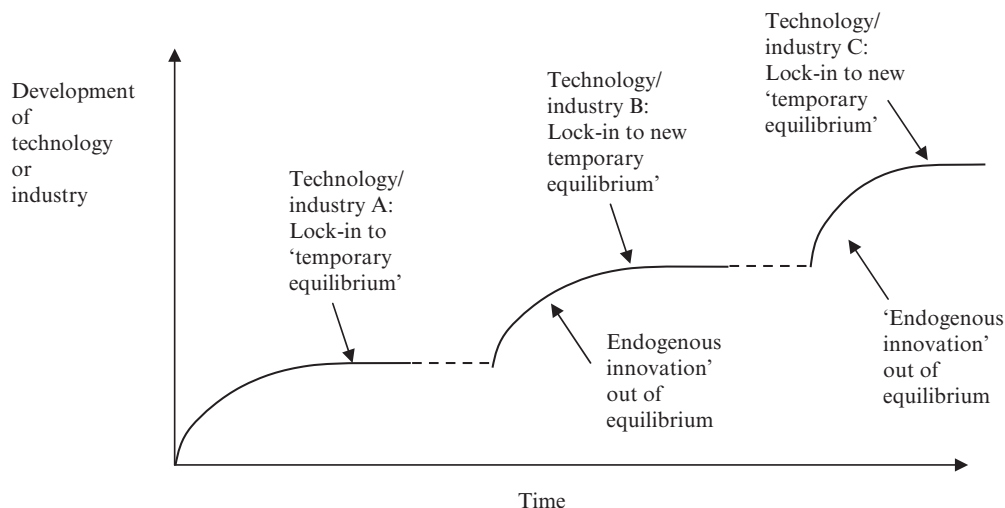 Development
of
technology
or
industry
Technology/
industry A:
Lock-in to
‘temporary
equilibrium’
Technology/
industry B:
Lock-in to new
temporary
equilibrium’
Technology/
industry C:
Lock-in to new
‘temporary
equilibrium’
Endogenous
innovation’
out of
equilibrium
‘Endogenous
innovation’
out of
equilibrium
Time